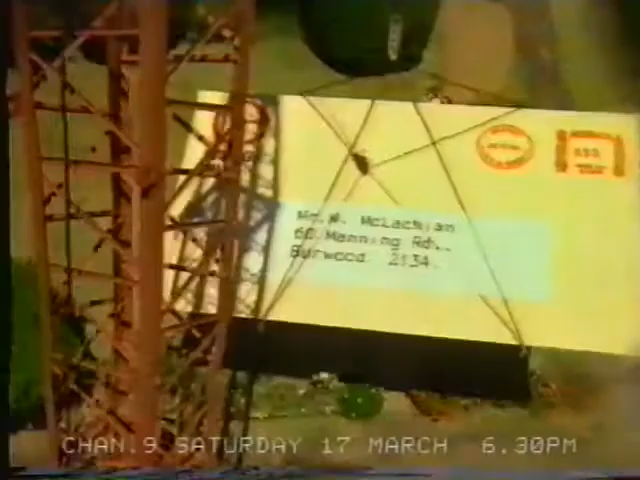 Mr. W. McLachlan
60 Manning Rd..
Burwood 2134.
CHAN.9 SATURDAY 17 MARCH 6.30PM